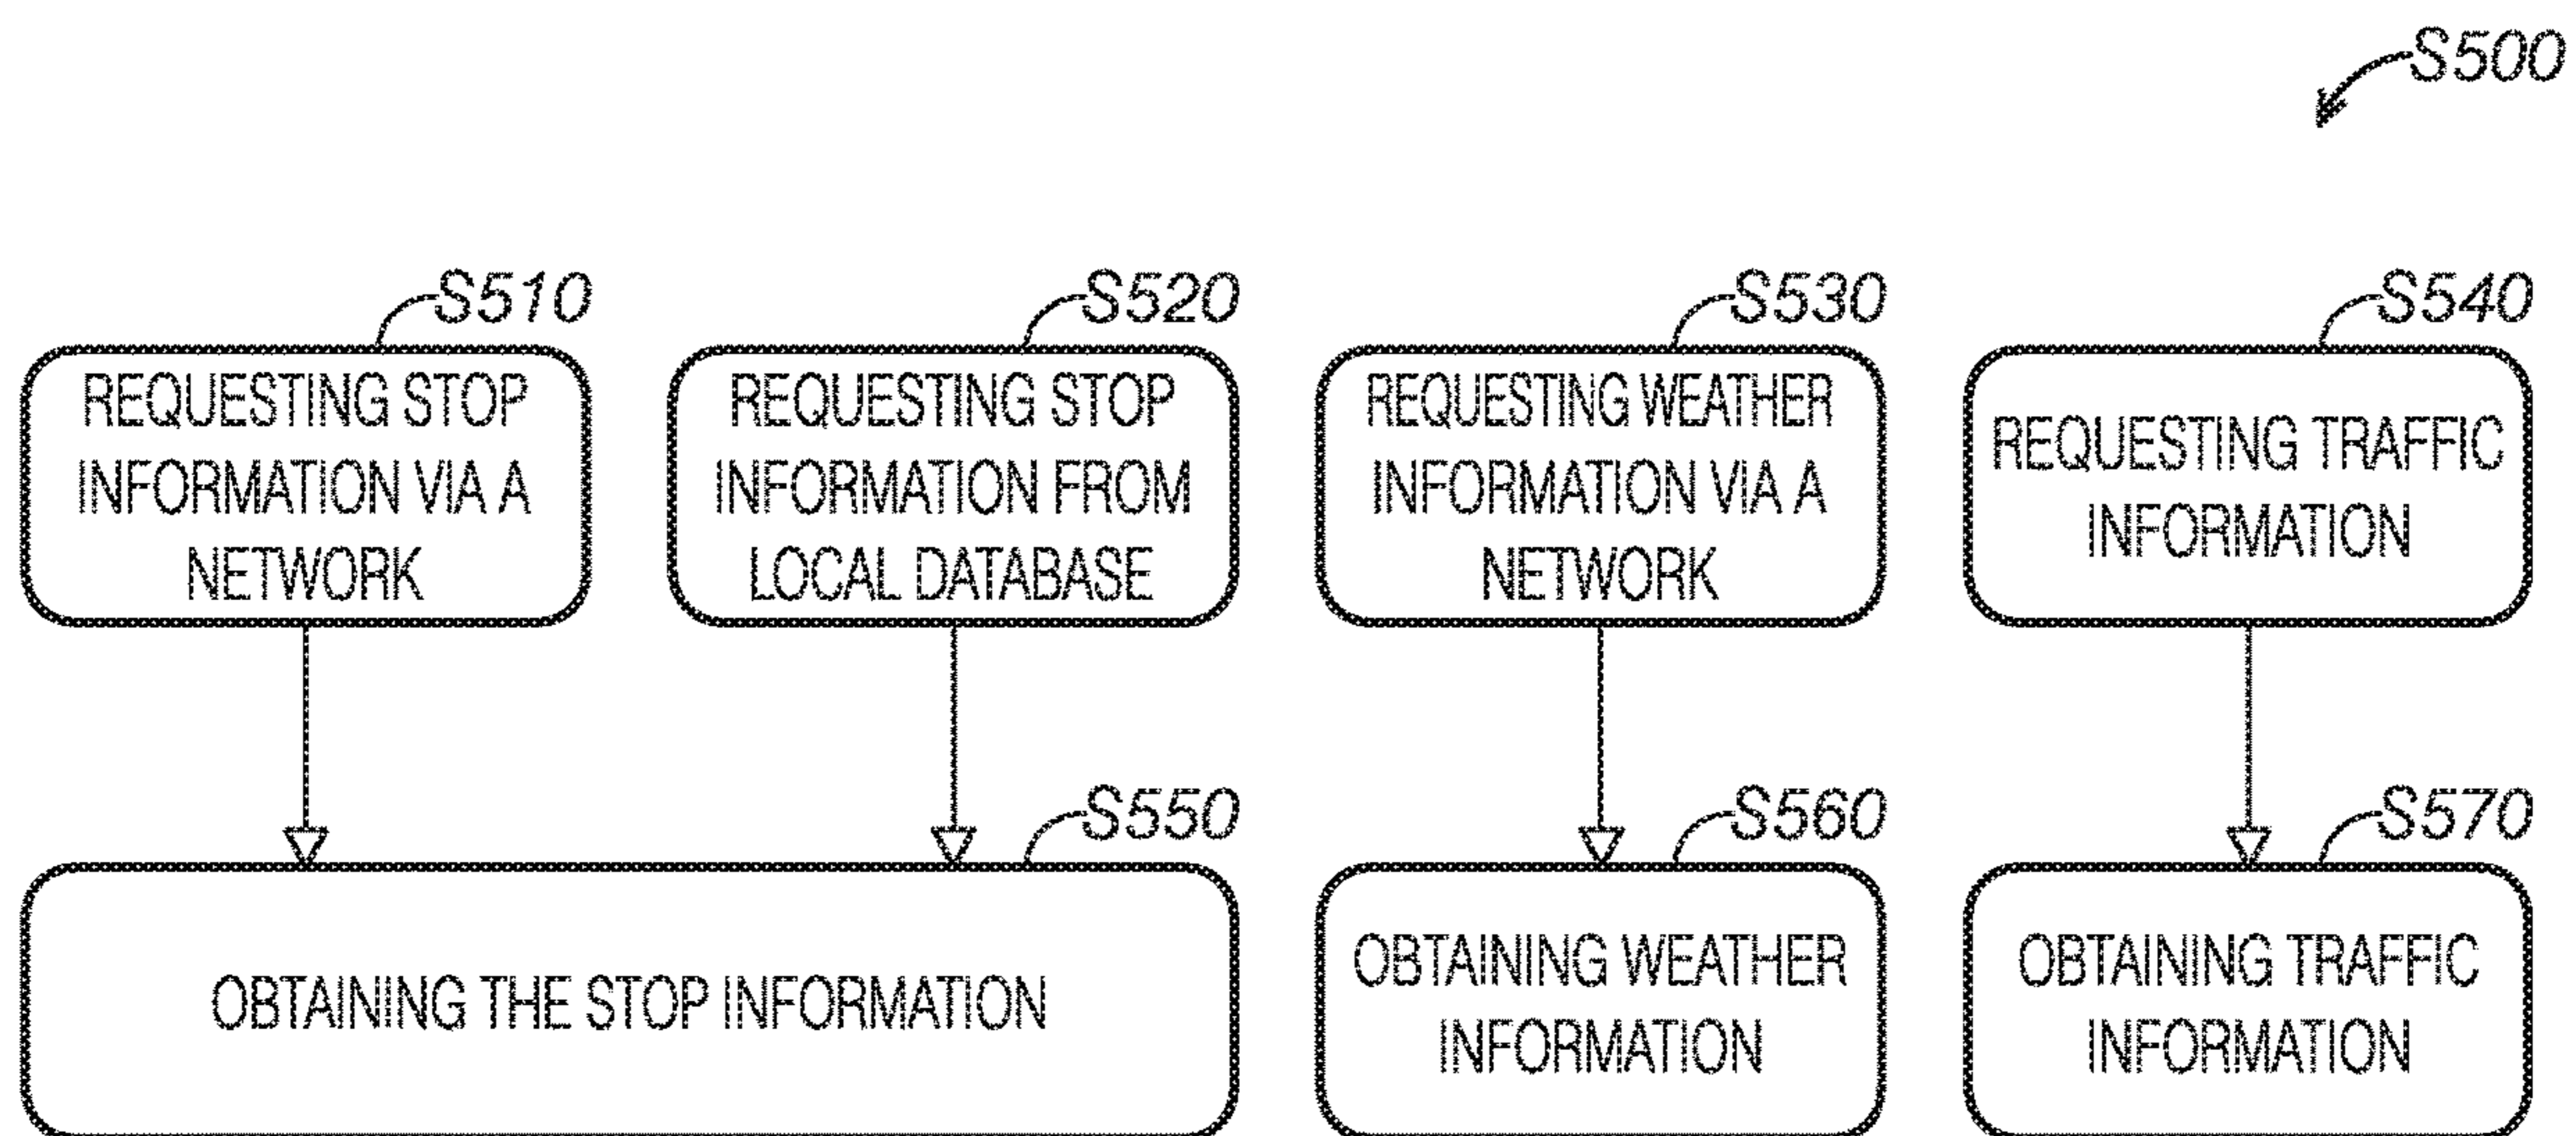 S500
S510
REQUESTING STOP
INFORMATION VIA A
NETWORK
S520
REQUESTING STOP
INFORMATION FROM
LOCAL DATABASE
S530
REQUESTING WEATHER
INFORMATION VIA A
NETWORK
S540
REQUESTING TRAFFIC
INFORMATION
S550
OBTAINING THE STOP INFORMATION
S560
OBTAINING WEATHER
INFORMATION
S570
OBTAINING TRAFFIC
INFORMATION